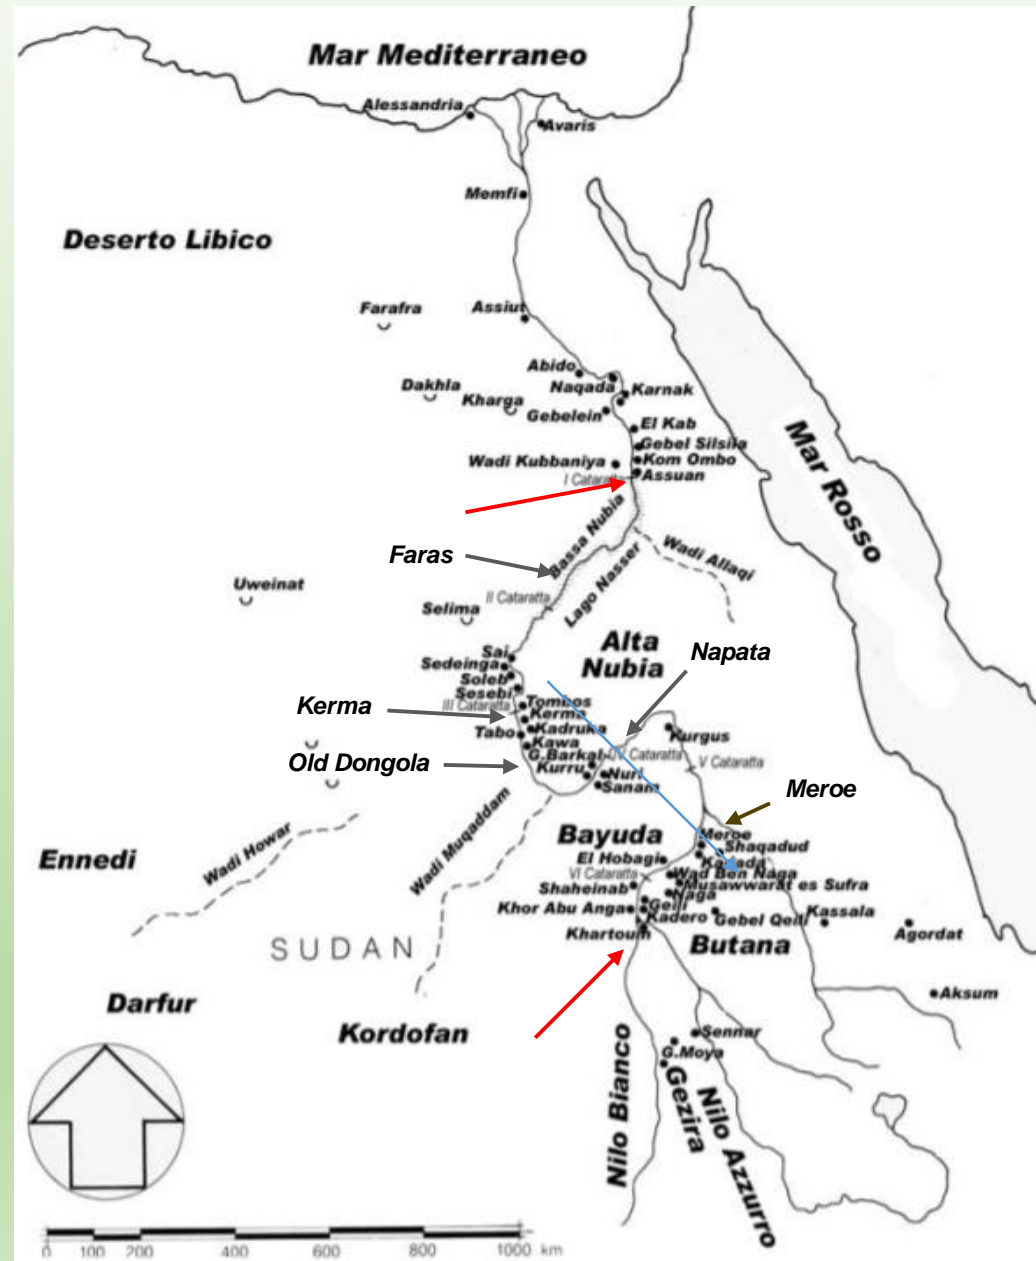 Mar Mediterraneo
Alessandria
Avaris
Memfi
Deserto Libico
Farafra
Assiut
Abido
Dakhla
Naqada
Karnak
Kharga
Gebelein
El Kab
Gebel Silsila
Wadi Kubbaniya
Kom Ombo
I Cataratta
Assuan
Mar Rosso
Bassa Nubia
Faras
Wadi Allaqi
Lago Nasser
Uweinat
II Cataratta
Selima
Alta
Nubia
Napata
Sai
Sedeinga
Soleb
Sesebi
Kerma
III Cataratta
Tombos
Kerma
Kadruka
Tabo
Kawa
Kurgus
Old Dongola
G.Barkal
IV Cataratta
V Cataratta
Kurru
Nuri
Sanam
Meroe
Wadi Muqaddam
Bayuda
Meroe
Shaqadud
Wadi Howar
Ennedi
El Hobagi
VI Cataratta
Wad Ben Naga
Shaheinab
Musawwarat es Sufra
Naga
Khor Abu Anga
Geili
Kadero
Gebel Qeili
Kassala
Khartoum
Agordat
SUDAN
Butana
Darfur
Aksum
Kordofan
Sennar
G.Moya
Nilo Bianco
Gezira
Nilo Azzurro
0 100 200 400 600 800 1000 km